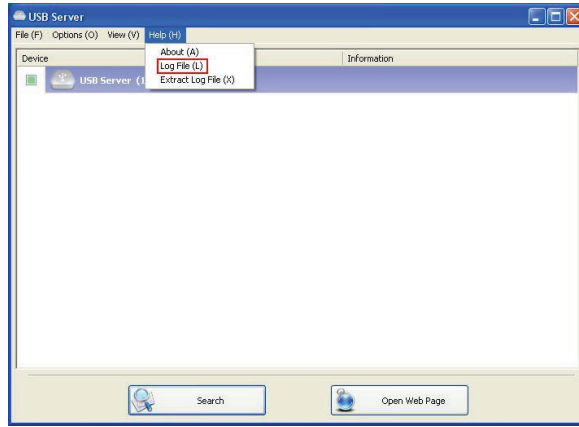 USB Server
File (F) Options (O) View (V) Help (H)
About (A)
Log File (L)
Extract Log File (X)
Device Information
USB Server (1
Search Open Web Page